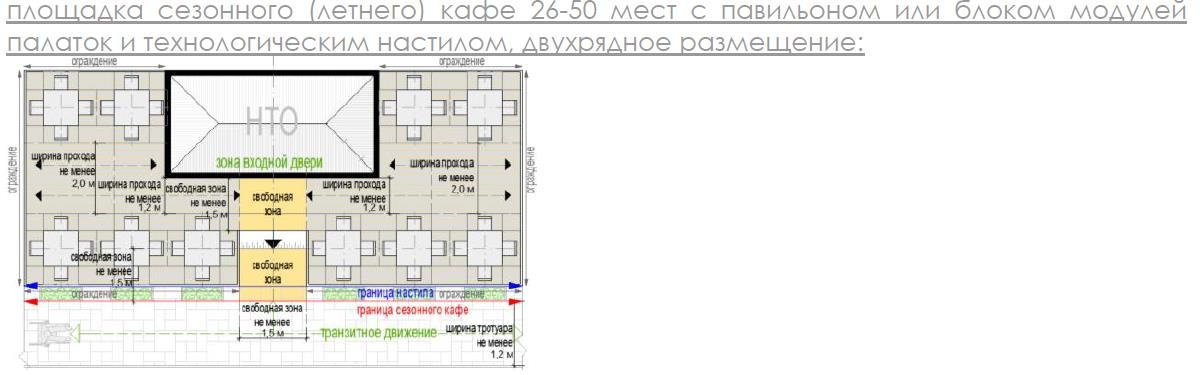 площадка сезонного (летнего) кафе 26-50 мест с павильоном или блоком модулей
палаток и технологическим настилом, двухрядное размещение:
ограждение
ограждение
ограждение
ограждение
НТО
зона входной двери
ширина прохода
не менее
2,0 м
ширина прохода
не менее
1,2 м
свободная зона
не менее
1,5 м
свободная
зона
ширина прохода
не менее
1,2 м
ширина прохода
не менее
2,0 м
свободная зона
не менее
1,5 м
свободная
зона
ограждение
граница настила
ограждение
граница сезонного кафе
свободная зона
не менее
1,5 м
транзитное движение
ширина тротуара
не менее
1,2 м